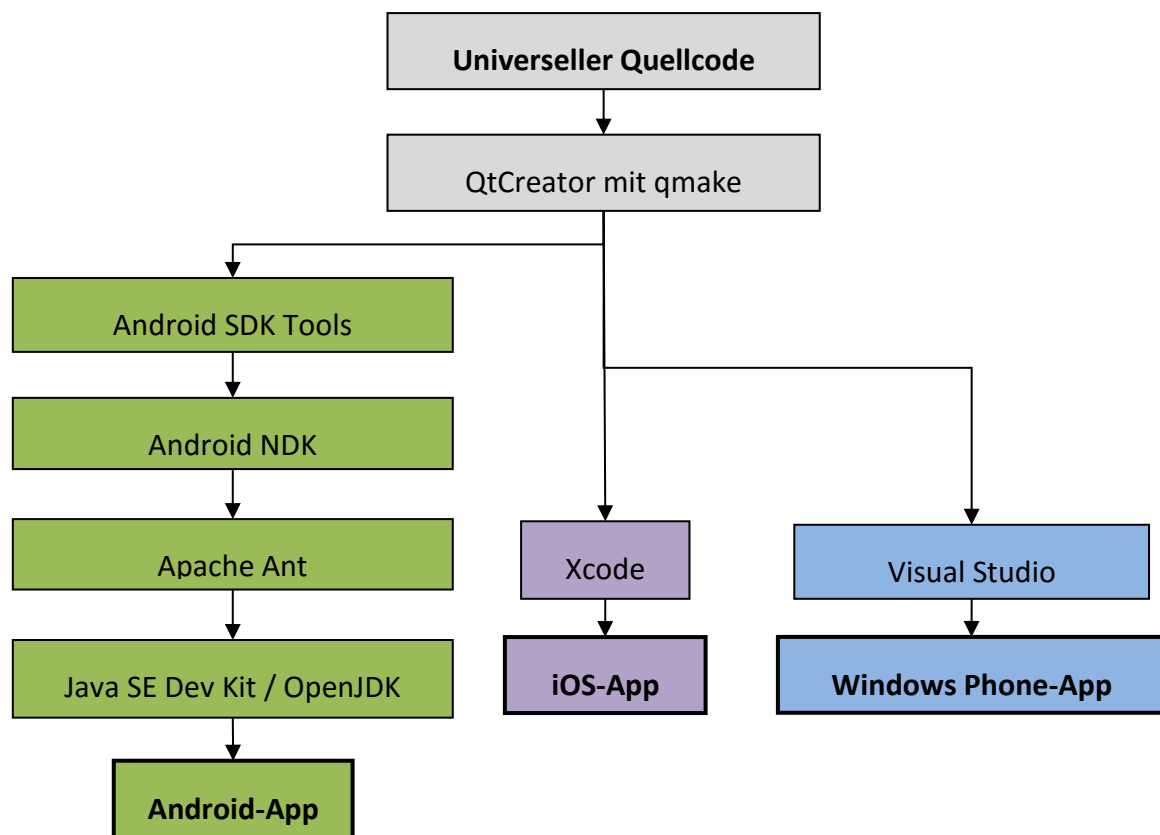 Universeller Quellcode
QtCreator mit qmake
Android SDK Tools
Android NDK
Apache Ant
Java SE Dev Kit / OpenJDK
Android-App
Xcode
iOS-App
Visual Studio
Windows Phone-App